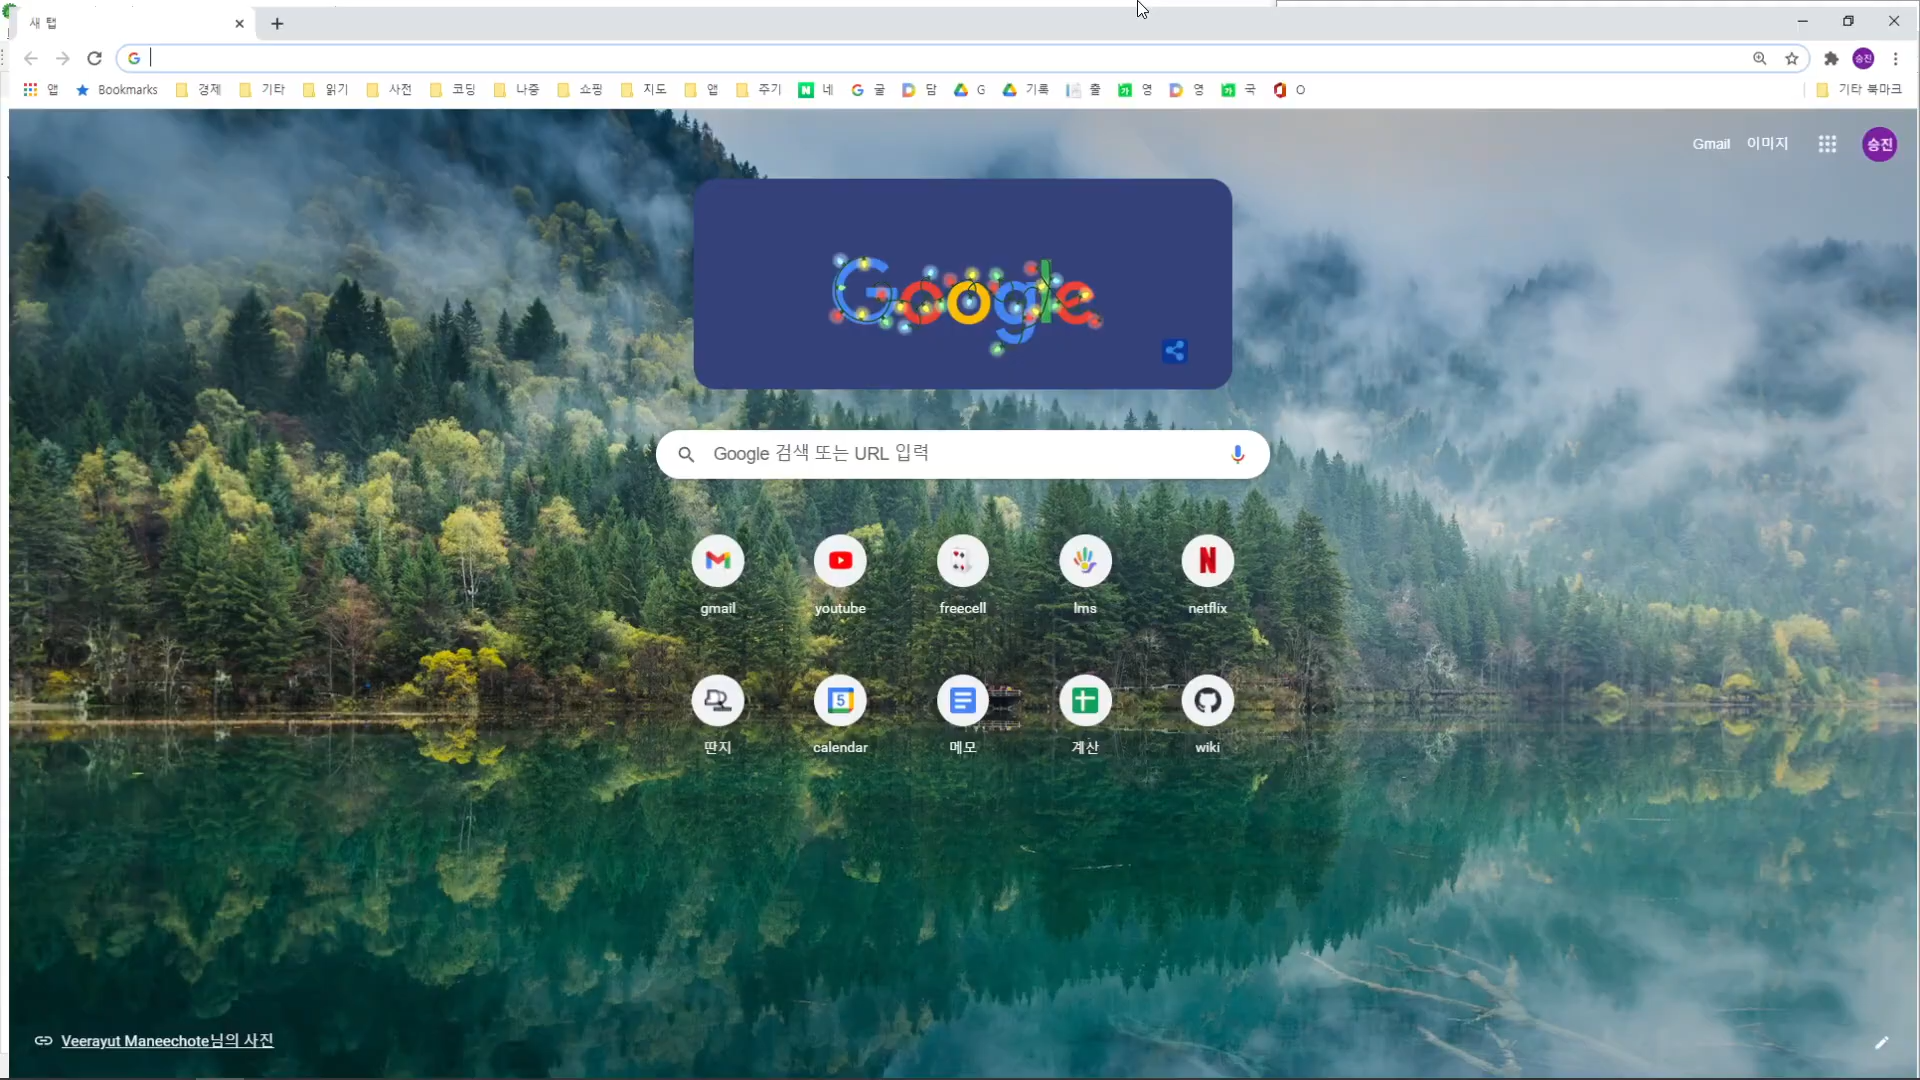 새 탭
앱 Bookmarks 경제 기타 읽기 사전 코딩 나중 쇼핑 지도 앱 주기 네 굴 담 G 기록 출 영 영 국 O 기타 북마크
Gmail 이미지 승진
Google
Google 검색 또는 URL 입력
gmail youtube freecell lms netflix
딴지 calendar 메모 계산 wiki
Veerayut Maneechote님의 사진